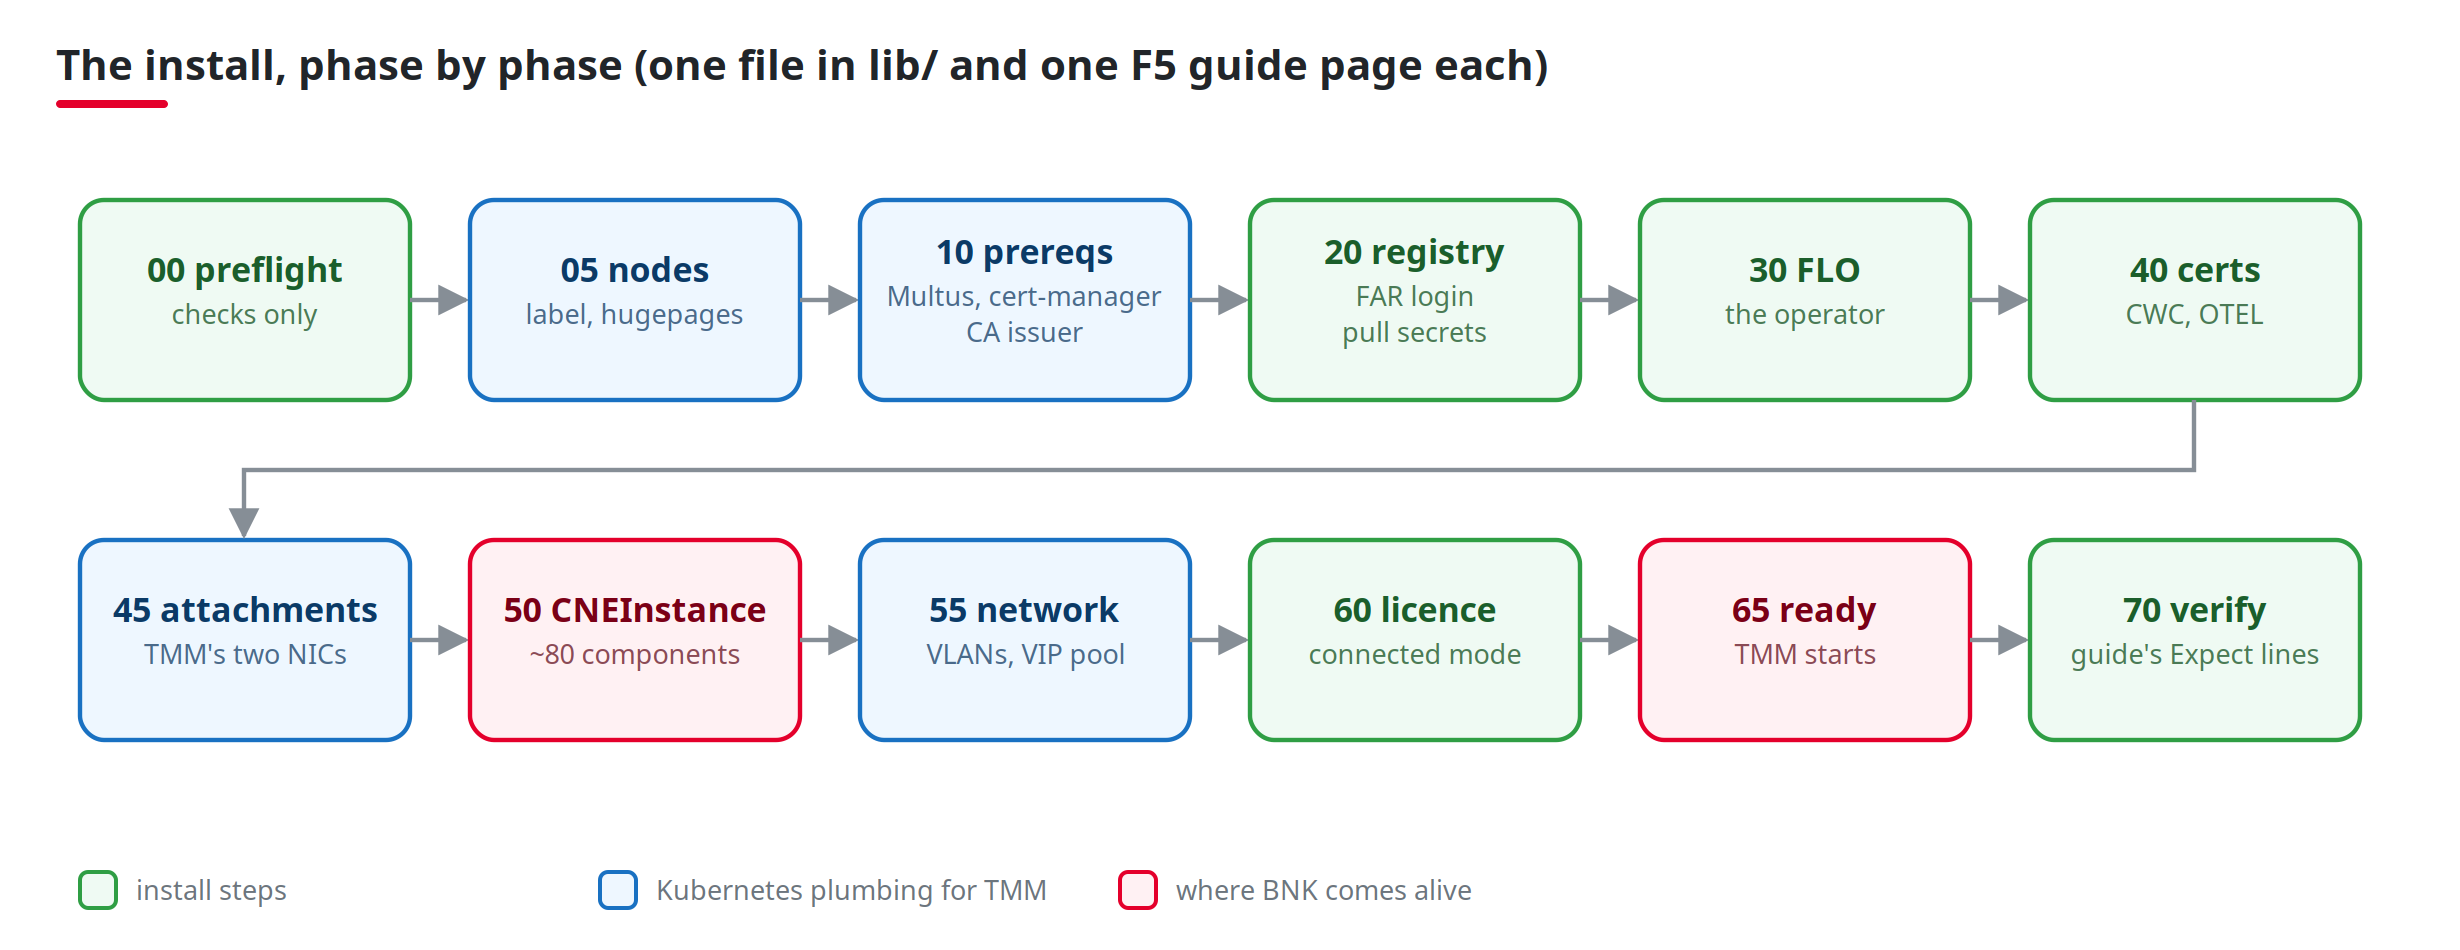 The install, phase by phase (one file in lib/ and one F5 guide page each)
00 preflight
checks only
05 nodes
label, hugepages
10 prereqs
Multus, cert-manager
CA issuer
20 registry
FAR login
pull secrets
30 FLO
the operator
40 certs
CWC, OTEL
45 attachments
TMM's two NICs
50 CNEInstance
~80 components
55 network
VLANs, VIP pool
60 licence
connected mode
65 ready
TMM starts
70 verify
guide's Expect lines
install steps
Kubernetes plumbing for TMM
where BNK comes alive